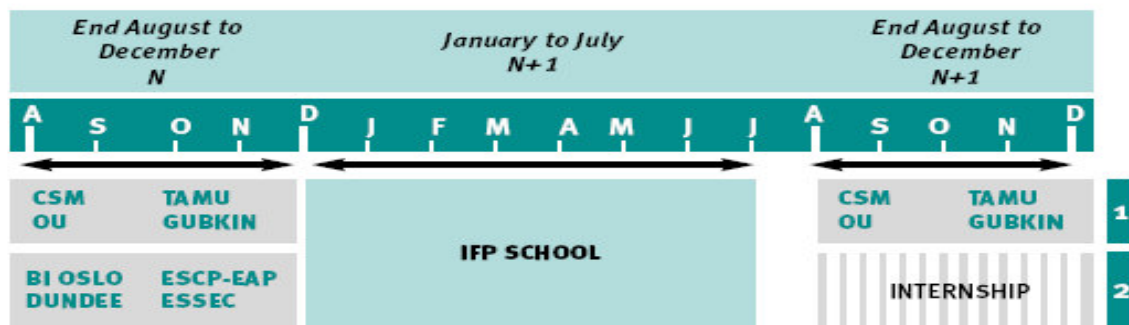 End August to
December
N
January to July
N+1
End August to
December
N+1
A S O N D J F M A M J J A S O N D
CSM TAMU
OU GUBKIN
IFP SCHOOL
CSM TAMU
OU GUBKIN
1
BI OSLO ESCP-EAP
DUNDEE ESSEC
INTERNSHIP
2